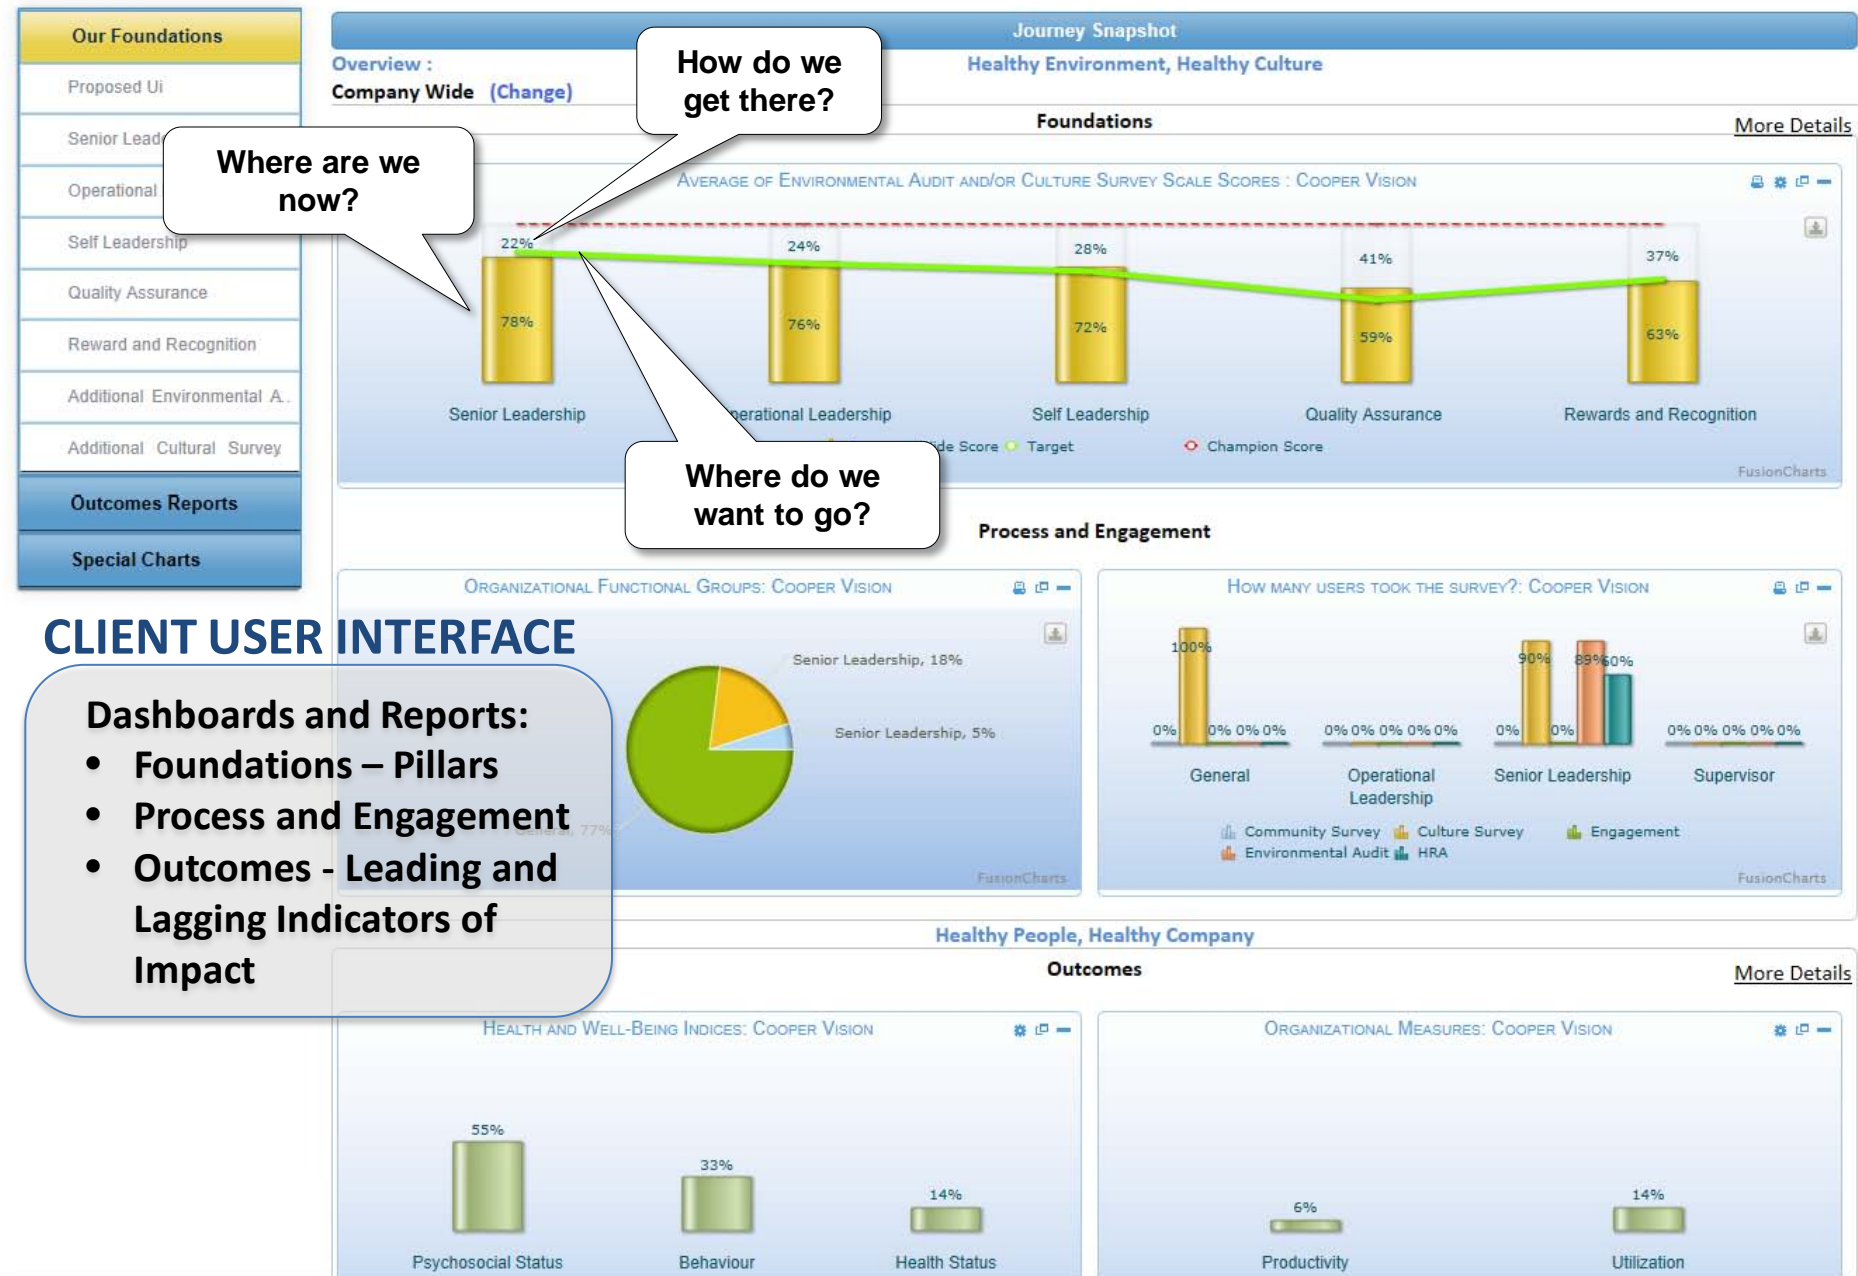 Our Foundations
Proposed Ui
Senior Lead
Operational
Self Leadership
Quality Assurance
Reward and Recognition
Additional Environmental A..
Additional Cultural Survey
Outcomes Reports
Special Charts
Journey Snapshot
Overview :
Healthy Environment, Healthy Culture
Company Wide (Change)
How do we
get there?
Where are we
now?
Where do we
want to go?
Foundations
More Details
AVERAGE OF ENVIRONMENTAL AUDIT AND/OR CULTURE SURVEY SCALE SCORES : COOPER VISION
22% 24% 28% 41% 37%
78% 76% 72% 59% 63%
Senior Leadership perational Leadership Self Leadership Quality Assurance Rewards and Recognition
de Score Target Champion Score
FusionCharts
Process and Engagement
ORGANIZATIONAL FUNCTIONAL GROUPS: COOPER VISION
Senior Leadership, 18%
Senior Leadership, 5%
General, 77%
FusionCharts
HOW MANY USERS TOOK THE SURVEY?: COOPER VISION
100% 90% 89% 60%
0% 0% 0% 0% 0% 0% 0% 0% 0% 0% 0% 0% 0% 0% 0% 0%
General Operational Senior Leadership Supervisor
Leadership
Community Survey Culture Survey Engagement
Environmental Audit HRA
FusionCharts
CLIENT USER INTERFACE
Dashboards and Reports:
• Foundations – Pillars
• Process and Engagement
• Outcomes - Leading and
Lagging Indicators of
Impact
Healthy People, Healthy Company
Outcomes
More Details
HEALTH AND WELL-BEING INDICES: COOPER VISION
55% 33% 14%
Psychosocial Status Behaviour Health Status
ORGANIZATIONAL MEASURES: COOPER VISION
6% 14%
Productivity Utilization